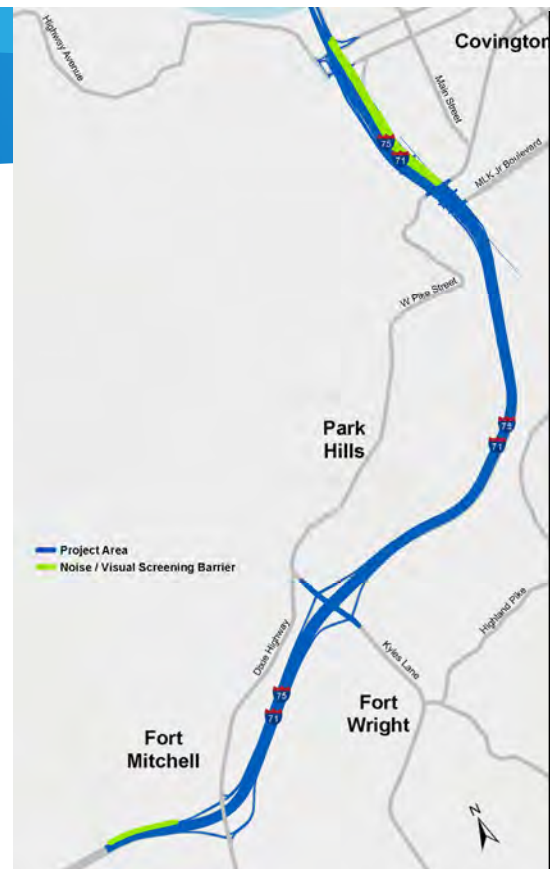 Highway Avenue
Covington
Main Street
75
71
MLK Jr Boulevard
W Pike Street
Park
Hills
75
71
Project Area
Noise / Visual Screening Barrier
Highland Pike
Dixie Highway
Kyles Lane
75
71
Fort
Wright
Fort
Mitchell
N